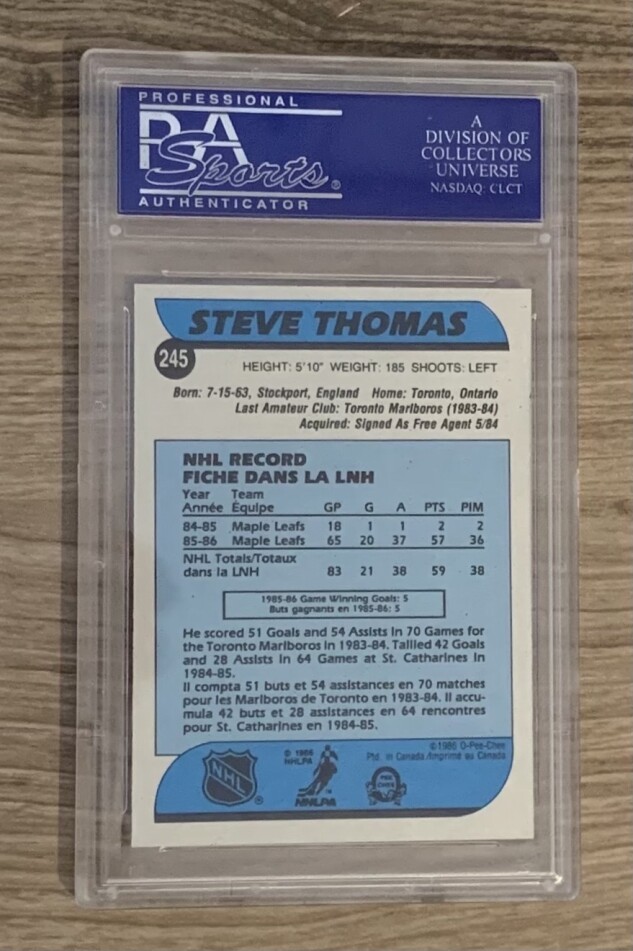 PROFESSIONAL
PSA
Sports®
AUTHENTICATOR
A
DIVISION OF
COLLECTORS
UNIVERSE
NASDAQ: CLCT
STEVE THOMAS
245
HEIGHT: 5'10" WEIGHT: 185 SHOOTS: LEFT
Born: 7-15-63, Stockport, England Home: Toronto, Ontario
Last Amateur Club: Toronto Marlboros (1983-84)
Acquired: Signed As Free Agent 5/84
NHL RECORD
FICHE DANS LA LNH
Year Team
Année Équipe GP G A PTS PIM
84-85 Maple Leafs 18 1 1 2 2
85-86 Maple Leafs 65 20 37 57 36
NHL Totals/Totaux
dans la LNH 83 21 38 59 38
1985-86 Game Winning Goals: 5
Buts gagnants en 1985-86: 5
He scored 51 Goals and 54 Assists in 70 Games for
the Toronto Marlboros in 1983-84. Tallied 42 Goals
and 28 Assists in 64 Games at St. Catharines in
1984-85.
Il compta 51 buts et 54 assistances en 70 matches
pour les Marlboros de Toronto en 1983-84. Il accu-
mula 42 buts et 28 assistances en 64 rencontres
pour St. Catharines en 1984-85.
©1986 O-Pee-Chee
Ptd. in Canada/Imprimé au Canada
© 1986
NHLPA
NHL®
NHLPA
PEE
CHEE